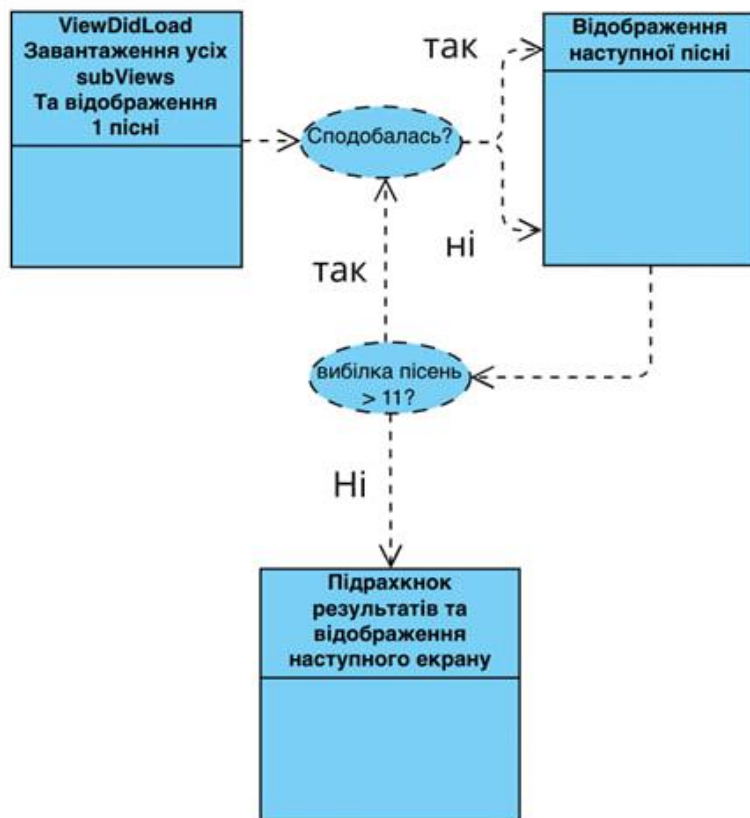 ViewDidLoad
Завантаження усіх
subViews
Та відображення
1 пісні
Сподобалась?
так
ні
Відображення
наступної пісні
так
вибілка пісень
> 11?
Ні
Підрахкнок
результатів та
відображення
наступного екрану